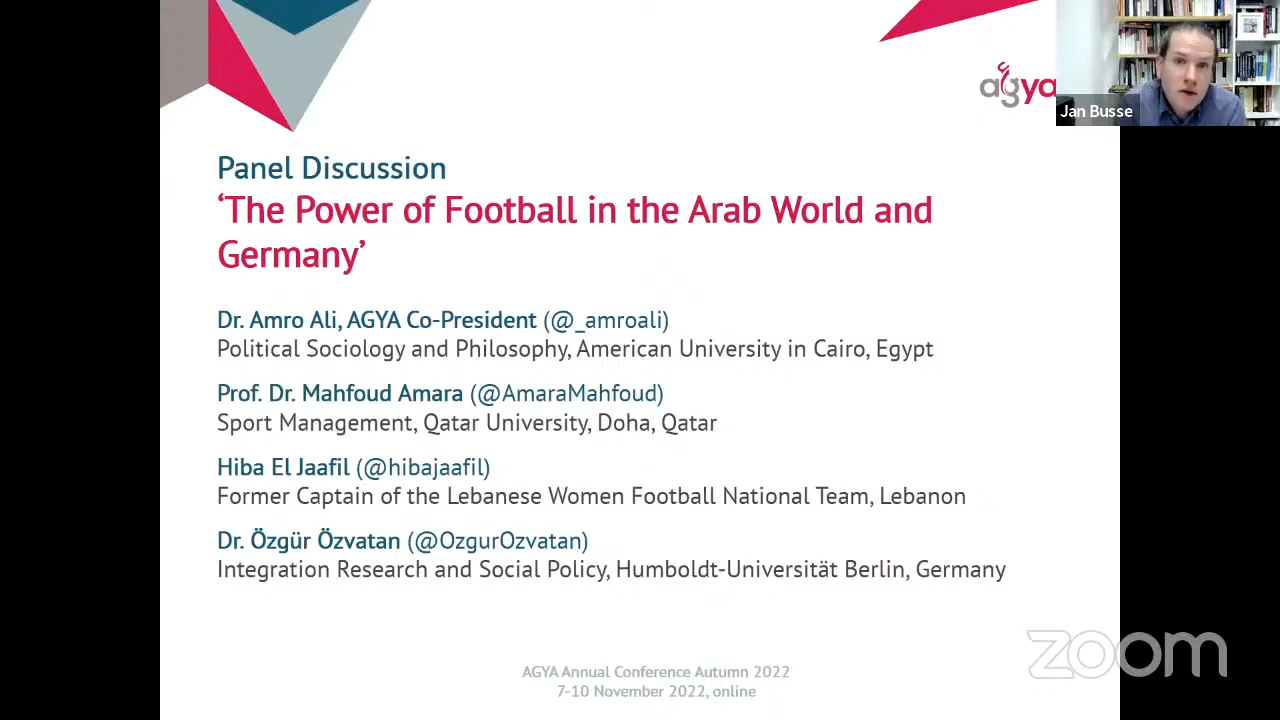 agya
Jan Busse
Panel Discussion
‘The Power of Football in the Arab World and
Germany’
Dr. Amro Ali, AGYA Co-President (@_amroali)
Political Sociology and Philosophy, American University in Cairo, Egypt
Prof. Dr. Mahfoud Amara (@AmaraMahfoud)
Sport Management, Qatar University, Doha, Qatar
Hiba El Jaafil (@hibajaafil)
Former Captain of the Lebanese Women Football National Team, Lebanon
Dr. Özgür Özvatan (@OzgurOzvatan)
Integration Research and Social Policy, Humboldt-Universität Berlin, Germany
zoom
AGYA Annual Conference Autumn 2022
7-10 November 2022, online